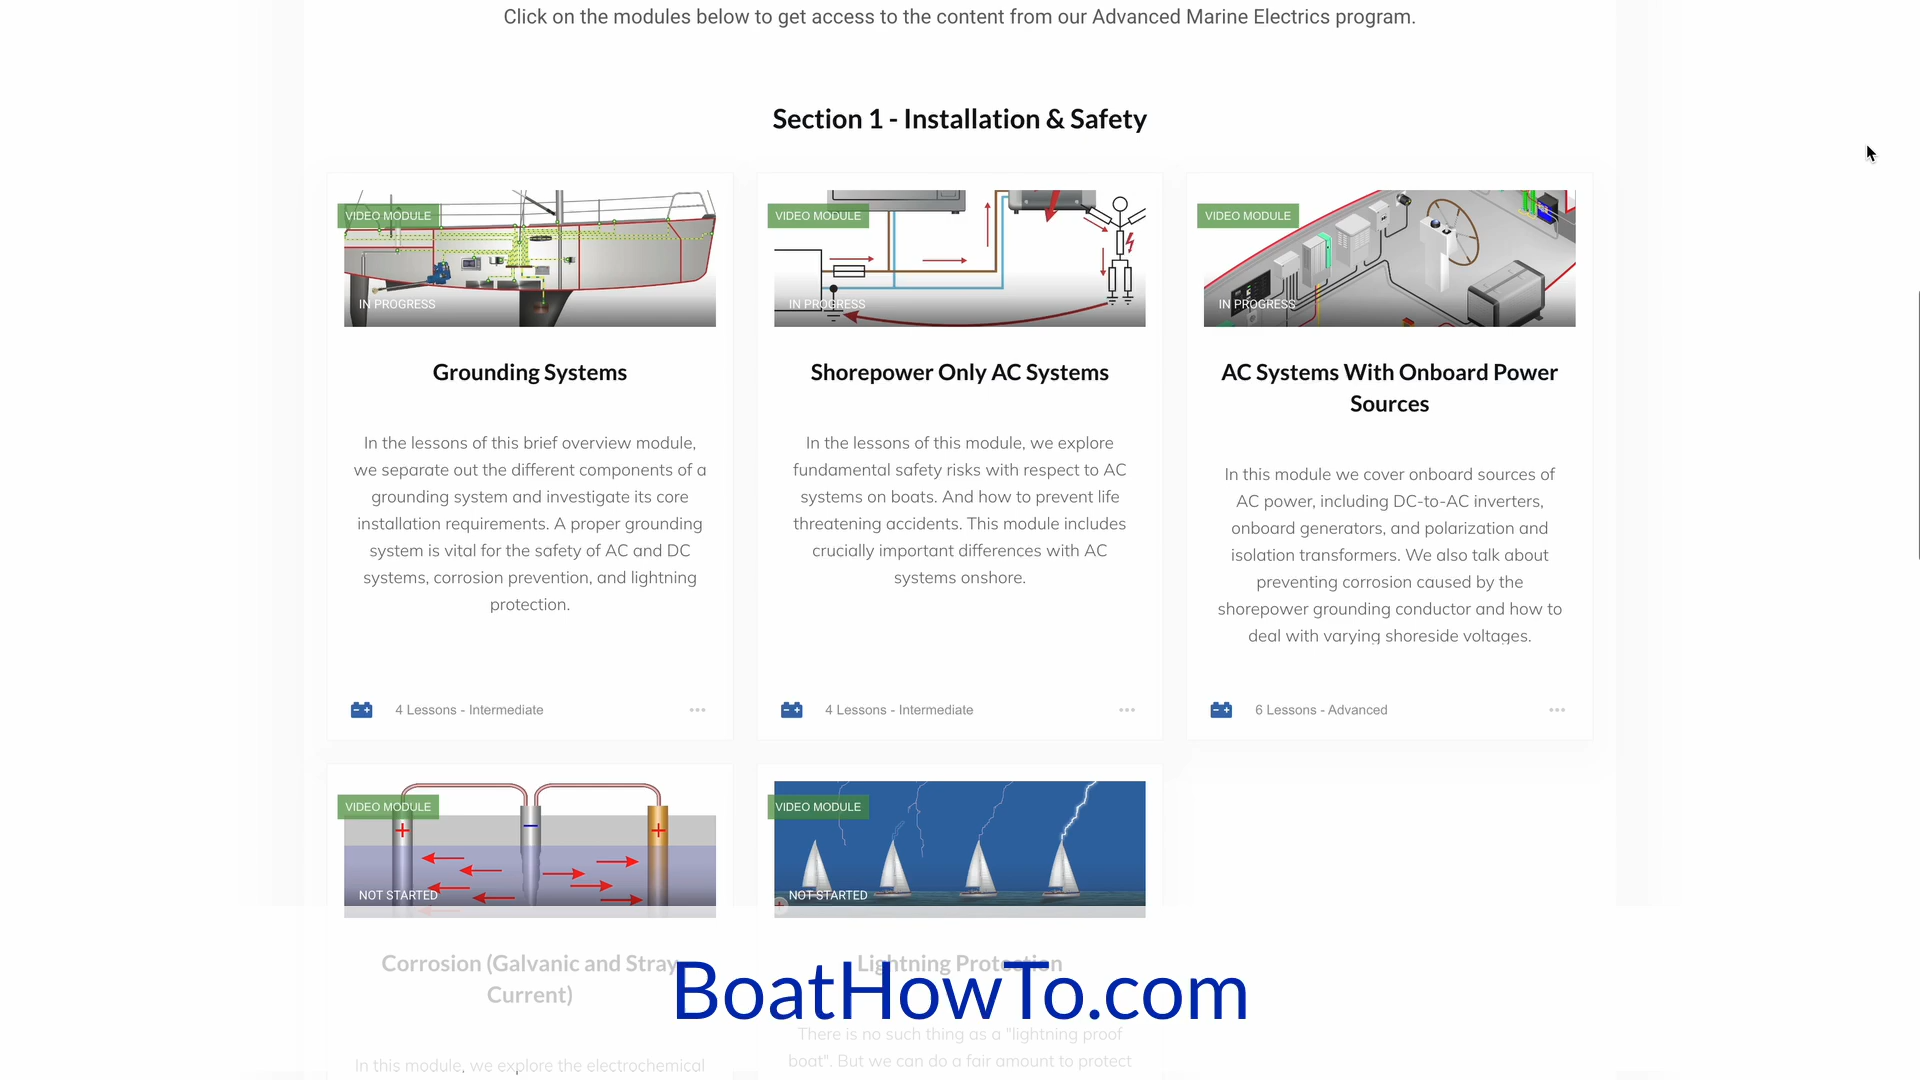 Click on the modules below to get access to the content from our Advanced Marine Electrics program.
Section 1 - Installation & Safety
VIDEO MODULE
IN PROGRESS
Grounding Systems
In the lessons of this brief overview module,
we separate out the different components of a
grounding system and investigate its core
installation requirements. A proper grounding
system is vital for the safety of AC and DC
systems, corrosion prevention, and lightning
protection.
4 Lessons - Intermediate
VIDEO MODULE
IN PROGRESS
Shorepower Only AC Systems
In the lessons of this module, we explore
fundamental safety risks with respect to AC
systems on boats. And how to prevent life
threatening accidents. This module includes
crucially important differences with AC
systems onshore.
4 Lessons - Intermediate
VIDEO MODULE
IN PROGRESS
AC Systems With Onboard Power
Sources
In this module we cover onboard sources of
AC power, including DC-to-AC inverters,
onboard generators, and polarization and
isolation transformers. We also talk about
preventing corrosion caused by the
shorepower grounding conductor and how to
deal with varying shoreside voltages.
6 Lessons - Advanced
VIDEO MODULE
NOT STARTED
Corrosion (Galvanic and Stray
Current)
In this module, we explore the electrochemical
VIDEO MODULE
NOT STARTED
Lightning Protection
There is no such thing as a "lightning proof
boat". But we can do a fair amount to protect
BoatHowTo.com